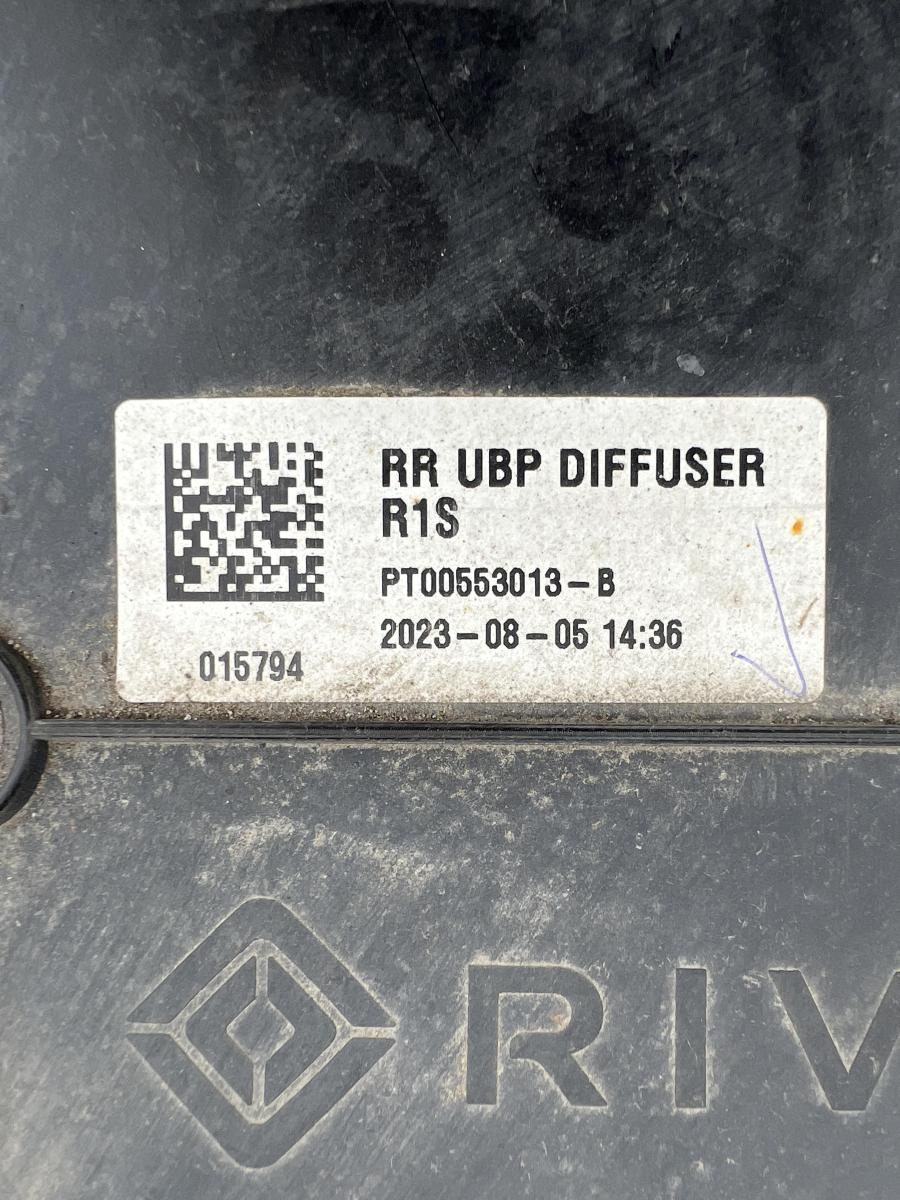 RR UBP DIFFUSER
R1S
PT00553013-B
2023-08-05 14:36
015794
RIV